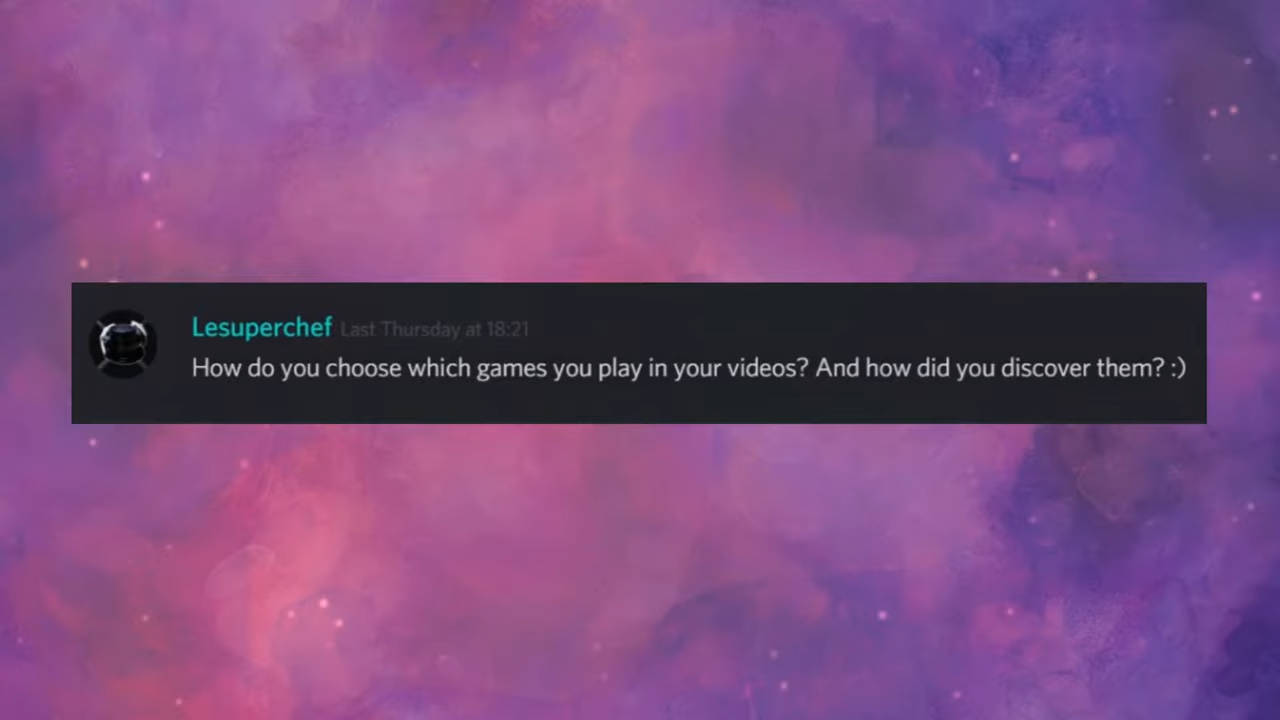 Lesuperchef Last Thursday at 18:21
How do you choose which games you play in your videos? And how did you discover them? :)